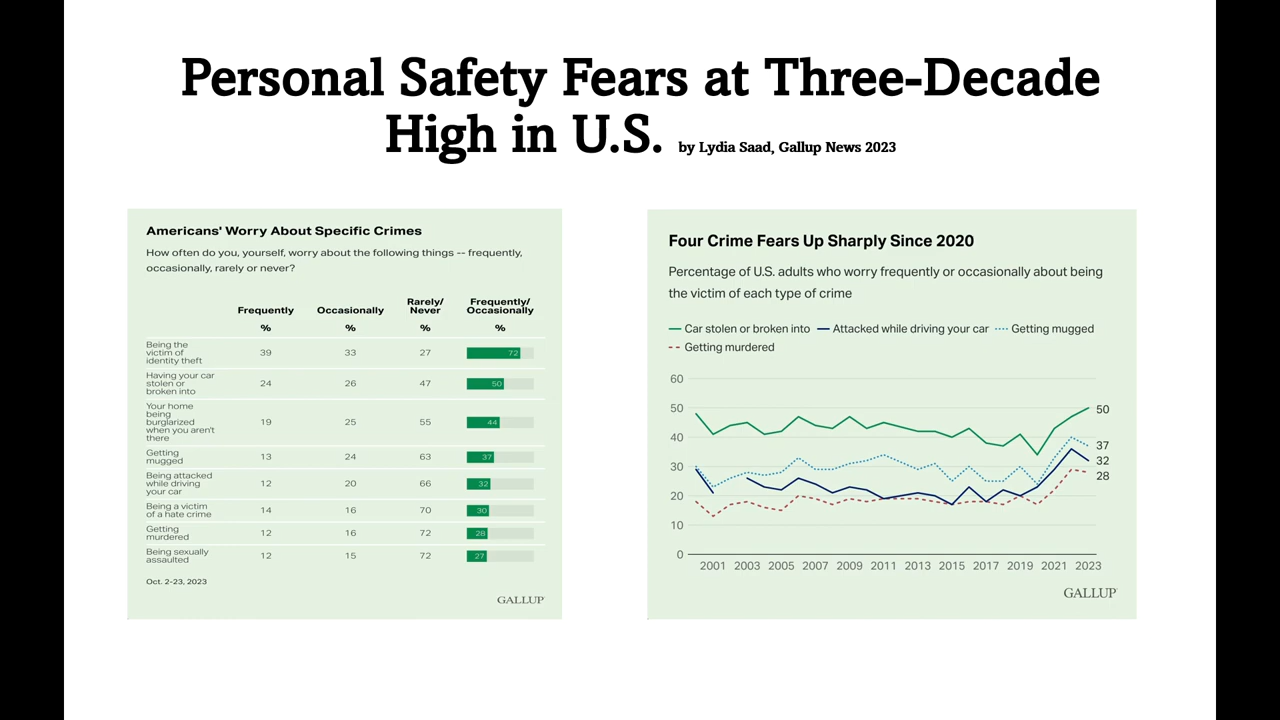 Personal Safety Fears at Three-Decade
High in U.S. by Lydia Saad, Gallup News 2023
Americans' Worry About Specific Crimes
How often do you, yourself, worry about the following things -- frequently,
occasionally, rarely or never?
Frequently Occasionally Rarely/ Never Frequently/ Occasionally
% % % %
Being the
victim of
identity theft
39 33 27 72
Having your car
stolen or
broken into
24 26 47 50
Your home
being
burglarized
when you aren't
there
19 25 55 44
Getting
mugged
13 24 63 37
Being attacked
while driving
your car
12 20 66 32
Being a victim
of a hate crime
14 16 70 30
Getting
murdered
12 16 72 28
Being sexually
assaulted
12 15 72 27
Oct. 2-23, 2023
GALLUP
Four Crime Fears Up Sharply Since 2020
Percentage of U.S. adults who worry frequently or occasionally about being
the victim of each type of crime
Car stolen or broken into Attacked while driving your car Getting mugged
Getting murdered
60
50
40
30
20
10
0
50
37
32
28
2001 2003 2005 2007 2009 2011 2013 2015 2017 2019 2021 2023
GALLUP